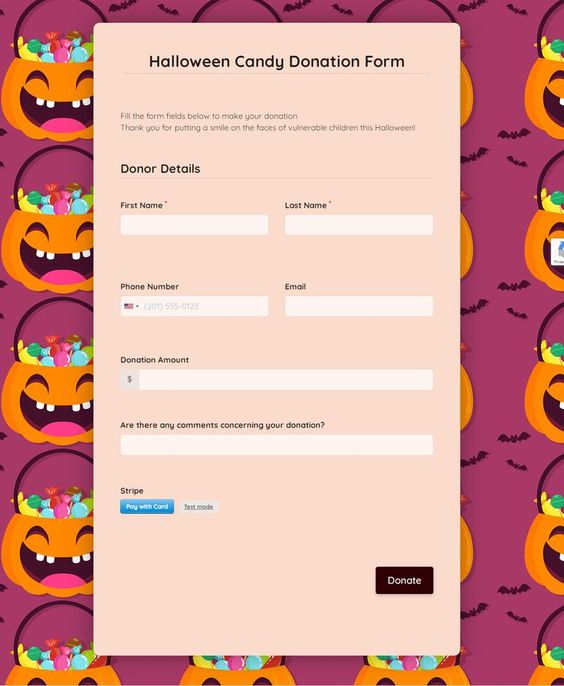 Halloween Candy Donation Form
Fill the form fields below to make your donation
Thank you for putting a smile on the faces of vulnerable children this Halloween!
Donor Details
First Name *
Last Name *
Phone Number
Email
(201) 555-0123
Donation Amount
$
Are there any comments concerning your donation?
Stripe
Pay with Card
Test mode
Donate